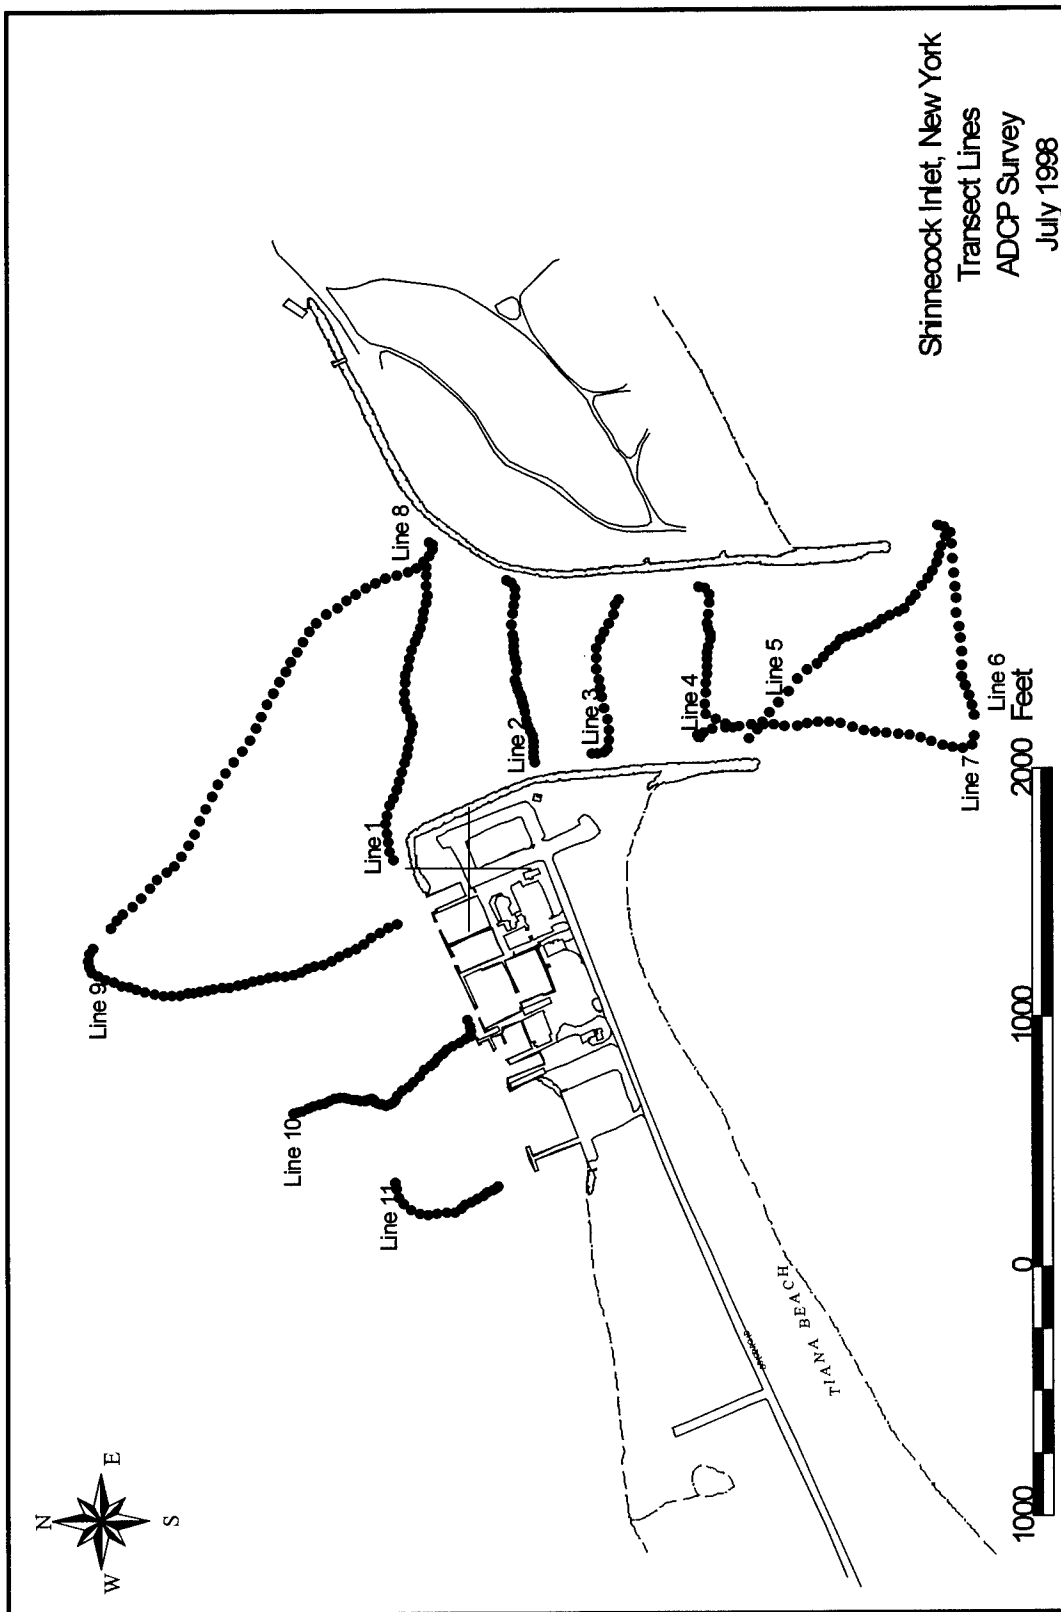 Shinnecock Inlet, New York
Transect Lines
ADCP Survey
July 1998
N
W
E
S
Line 9
Line 8
Line 1
Line 10
Line 11
Line 2
Line 3
Line 4
Line 5
Line 6
Line 7
TIANA BEACH
1000
0
1000
2000
Feet